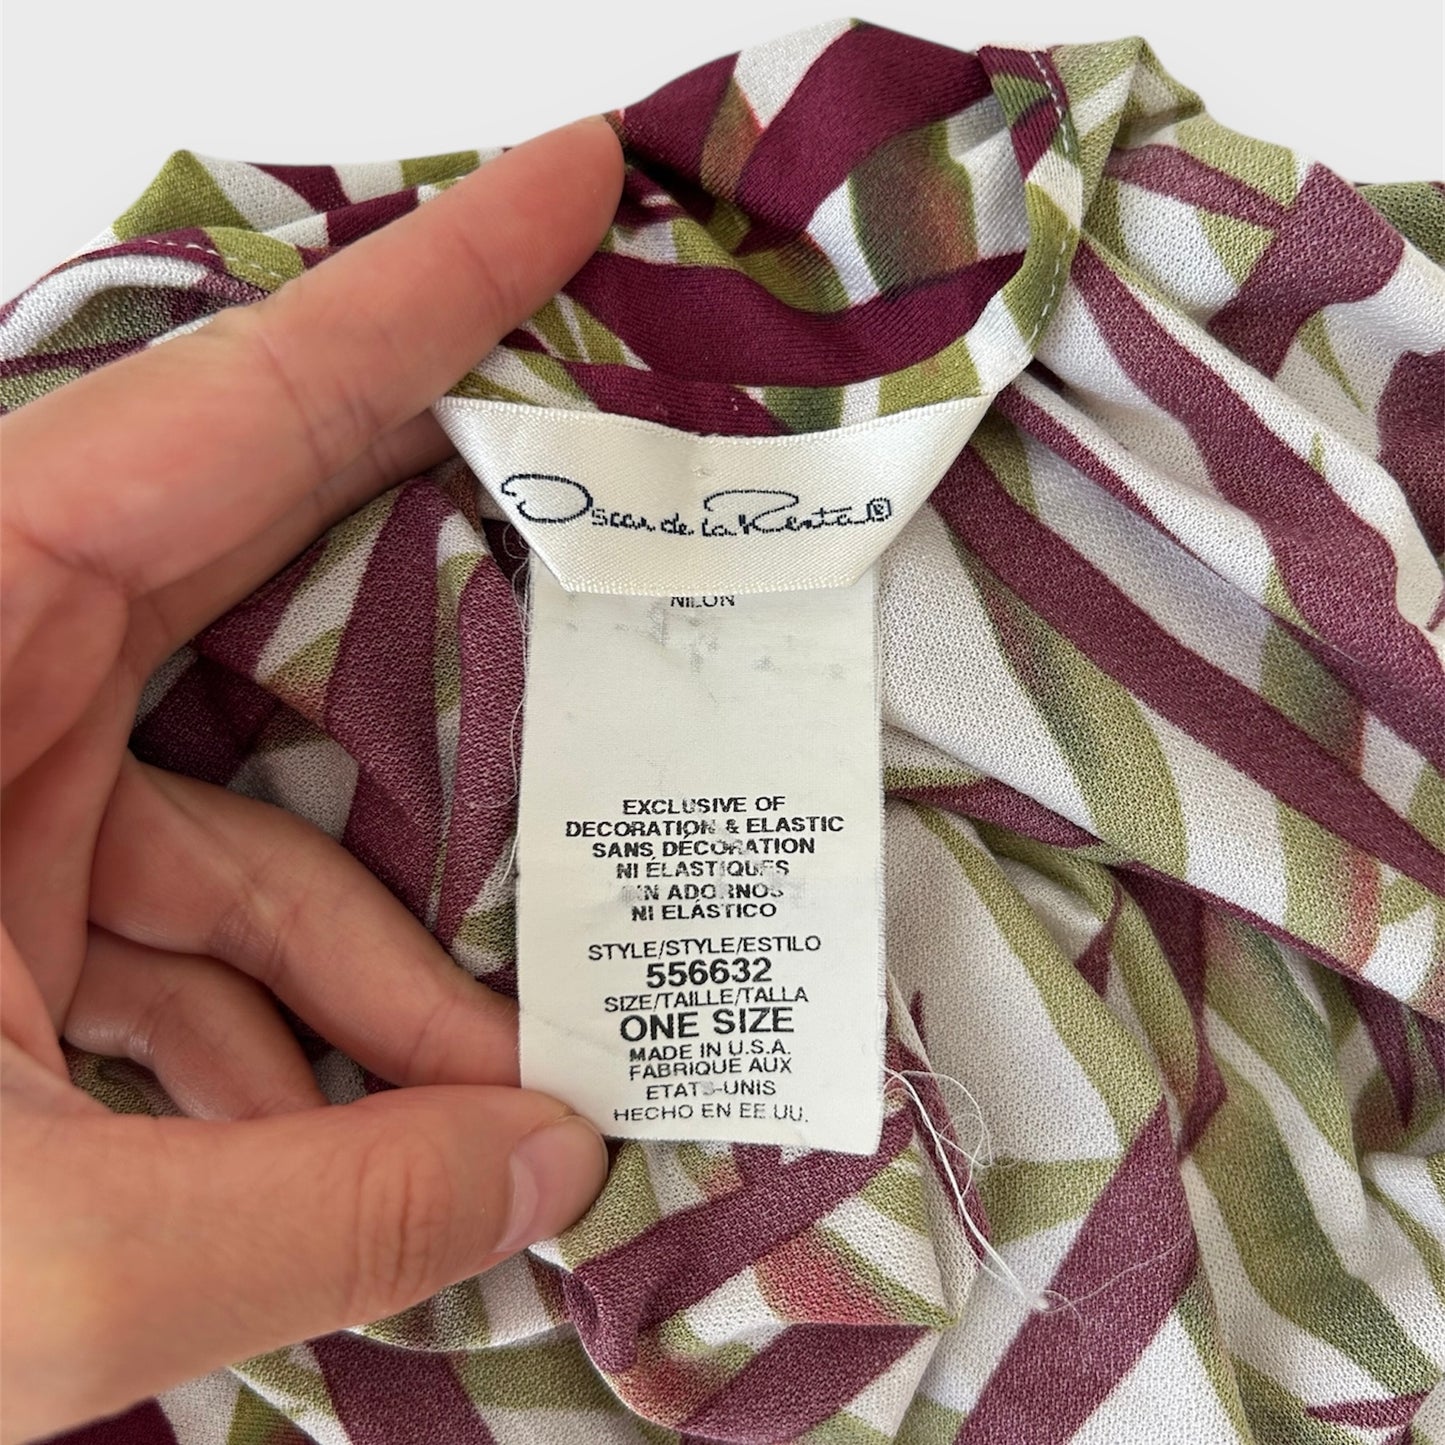 Oscar de la Renta®
NILON
EXCLUSIVE OF
DECORATION & ELASTIC
SANS DÉCORATION
NI ÉLASTIQUES
SIN ADORNOS
NI ELÁSTICO
STYLE/STYLE/ESTILO
556632
SIZE/TAILLE/TALLA
ONE SIZE
MADE IN U.S.A.
FABRIQUE AUX
ETATS-UNIS
HECHO EN EE UU.